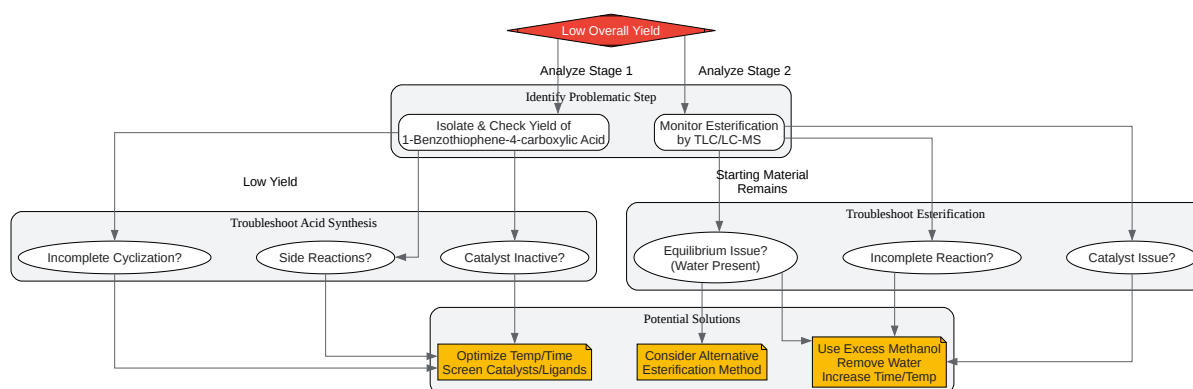 Low Overall Yield
Analyze Stage 1
Analyze Stage 2
Identify Problematic Step
Isolate & Check Yield of
1-Benzothiophene-4-carboxylic Acid
Monitor Esterification
by TLC/LC-MS
Low Yield
Starting Material
Remains
Troubleshoot Acid Synthesis
Troubleshoot Esterification
Incomplete Cyclization?
Side Reactions?
Catalyst Inactive?
Equilibrium Issue?
(Water Present)
Incomplete Reaction?
Catalyst Issue?
Potential Solutions
Optimize Temp/Time
Screen Catalysts/Ligands
Consider Alternative
Esterification Method
Use Excess Methanol
Remove Water
Increase Time/Temp